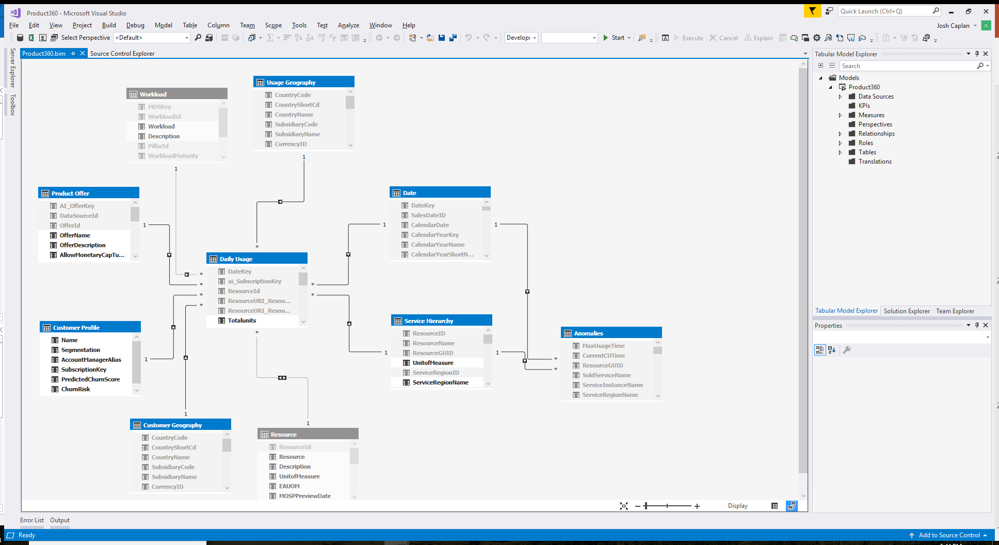 Product360 - Microsoft Visual Studio
Quick Launch (Ctrl+Q)
File Edit View Project Build Debug Model Table Column Team Scope Tools Test Analyze Window Help
Josh Caplan
JC
Select Perspective <Default>
Developi
Start
Execute Cancel Explain
Server Explorer
Toolbox
Product360.bim
Source Control Explorer
Workload
MDSKey
WorkloadId
Workload
Description
PillarId
WorkloadMaturity
1
Usage Geography
CountryCode
CountryShortCd
CountryName
SubsidiaryCode
SubsidiaryName
CurrencyID
1
Product Offer
AI_OfferKey
DataSourceId
OfferId
OfferName
OfferDescription
AllowMonetaryCapTu...
1
Date
DateKey
SalesDateID
CalendarDate
CalendarYearKey
CalendarYearName
CalendarYearShortN...
1
1
*
Daily Usage
DateKey
ai_SubscriptionKey
ResourceId
ResourceURI_Resou...
ResourceURI_Resou...
Totalunits
*
*
*
*
*
*
*
Customer Profile
Name
Segmentation
AccountManagerAlias
SubscriptionKey
PredictedChurnScore
ChurnRisk
1
Service Hierarchy
ResourceID
ResourceName
ResourceGUID
UnitofMeasure
ServiceRegionID
ServiceRegionName
1
1
Anomalies
MaxUsageTime
CurrentCUTime
ResourceGUID
SoldServiceName
ServiceInstanceName
ServiceRegionName
*
*
1
Customer Geography
CountryCode
CountryShortCd
CountryName
SubsidiaryCode
SubsidiaryName
CurrencyID
1
Resource
ResourceId
Resource
Description
UnitofMeasure
EAUOM
MOSPPreviewDate
Display
Tabular Model Explorer
Search
Models
Product360
Data Sources
KPIs
Measures
Perspectives
Relationships
Roles
Tables
Translations
Tabular Model Explorer Solution Explorer Team Explorer
Properties
Error List Output
Ready
Add to Source Control